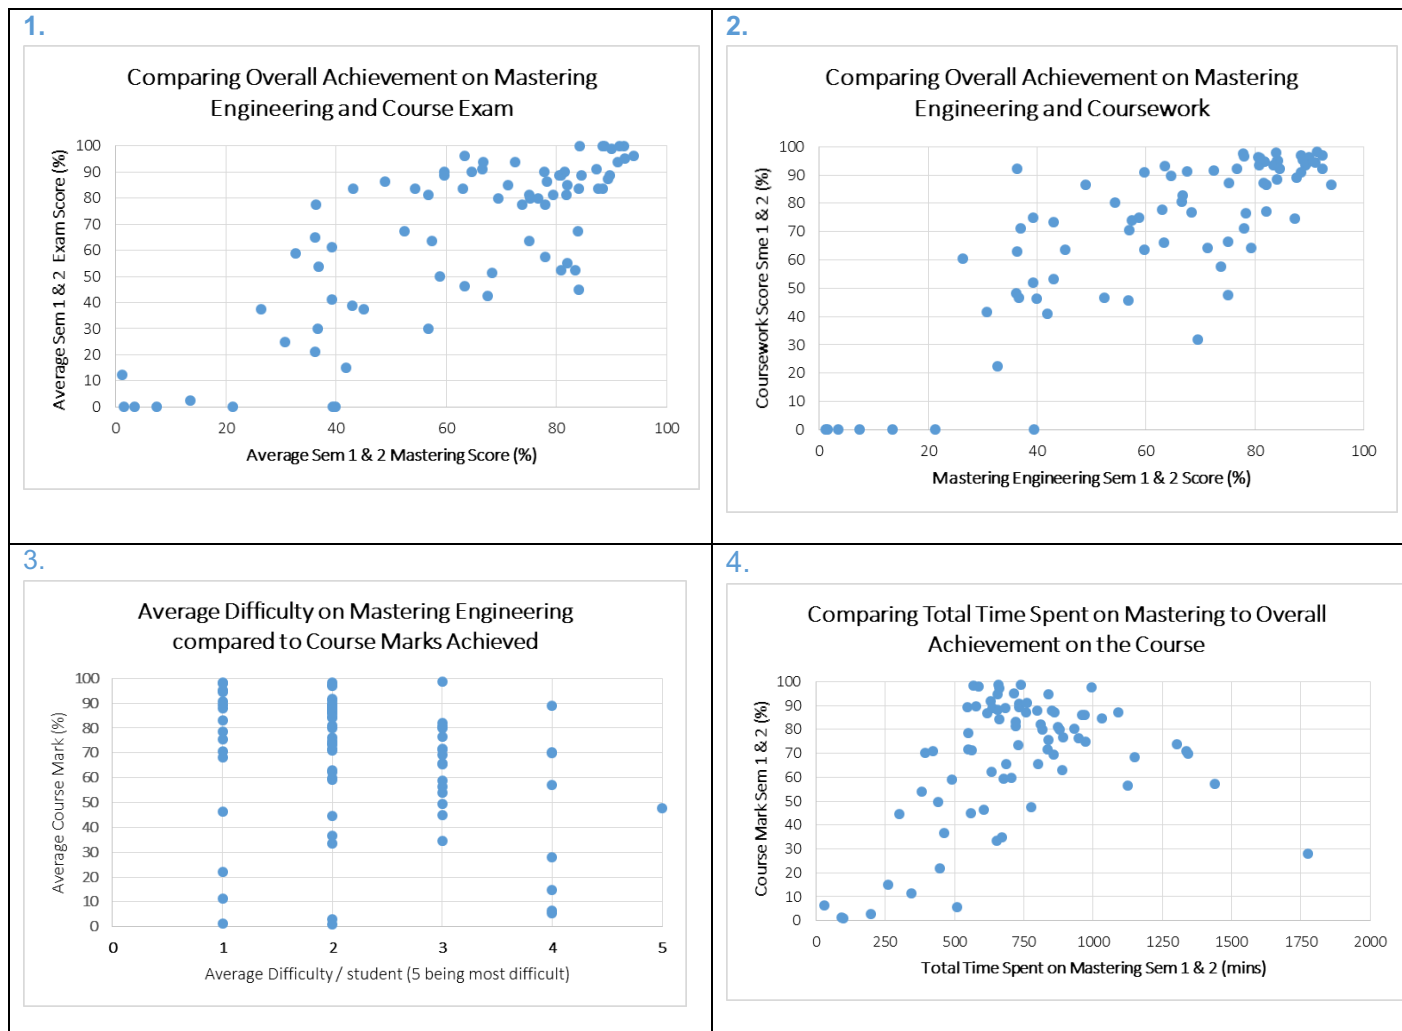 1.
Comparing Overall Achievement on Mastering
Engineering and Course Exam
Average Sem 1 & 2 Exam Score (%)
100
90
80
70
60
50
40
30
20
10
0
0 20 40 60 80 100
Average Sem 1 & 2 Mastering Score (%)
2.
Comparing Overall Achievement on Mastering
Engineering and Coursework
Coursework Score Sme 1 & 2 (%)
100
90
80
70
60
50
40
30
20
10
0
0 20 40 60 80 100
Mastering Engineering Sem 1 & 2 Score (%)
3.
Average Difficulty on Mastering Engineering
compared to Course Marks Achieved
Average Course Mark (%)
100
90
80
70
60
50
40
30
20
10
0
0 1 2 3 4 5
Average Difficulty / student (5 being most difficult)
4.
Comparing Total Time Spent on Mastering to Overall
Achievement on the Course
Course Mark Sem 1 & 2 (%)
100
90
80
70
60
50
40
30
20
10
0
0 250 500 750 1000 1250 1500 1750 2000
Total Time Spent on Mastering Sem 1 & 2 (mins)